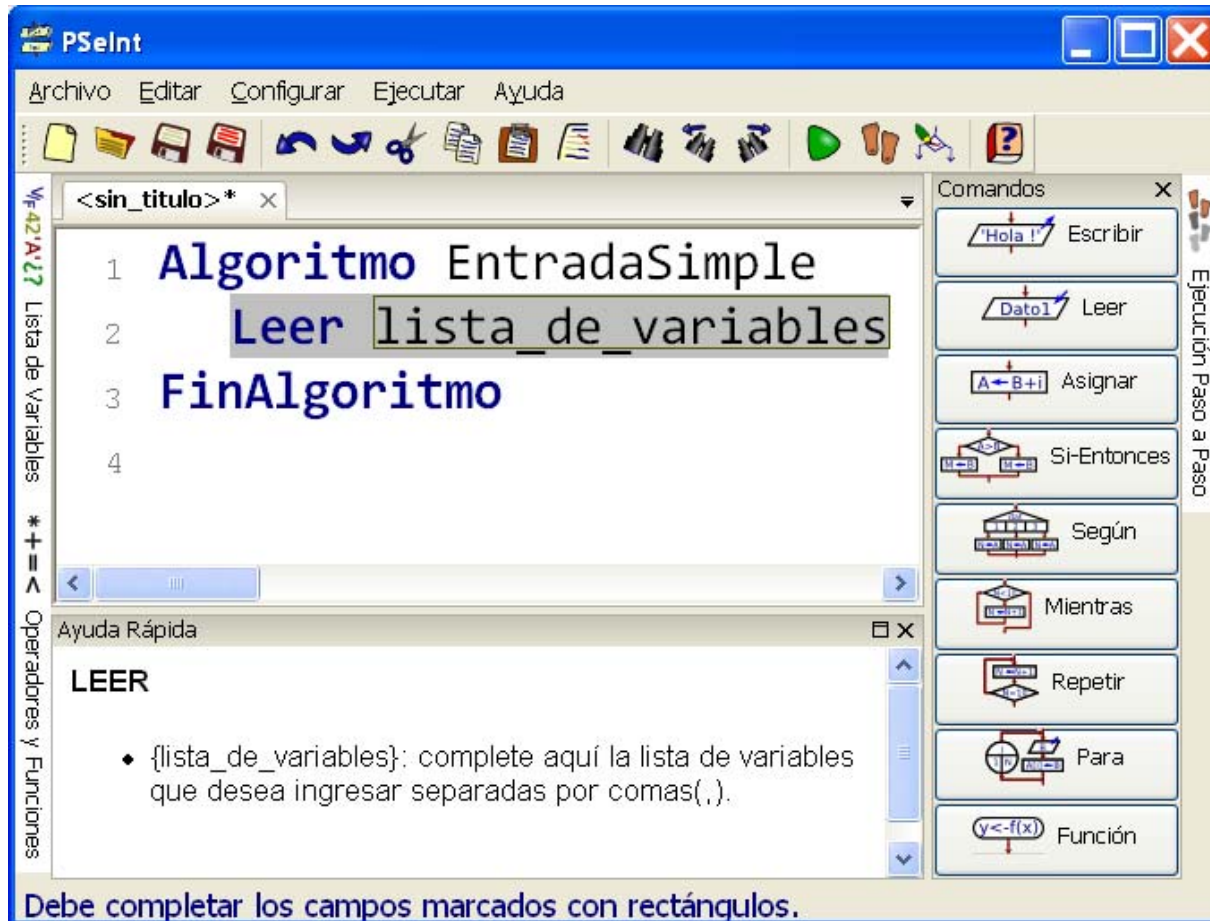 PSeInt
Archivo Editar Configurar Ejecutar Ayuda
<sin_titulo>*
1 Algoritmo EntradaSimple
2 Leer lista_de_variables
3 FinAlgoritmo
4
Ayuda Rápida
LEER
• {lista_de_variables}: complete aquí la lista de variables
que desea ingresar separadas por comas(,).
Comandos
'Hola !' Escribir
Dato1 Leer
A←B+i Asignar
Si-Entonces
Según
Mientras
Repetir
Para
y<-f(x) Función
42'A'¿? Lista de Variables
*+=< Operadores y Funciones
Ejecución Paso a Paso
Debe completar los campos marcados con rectángulos.